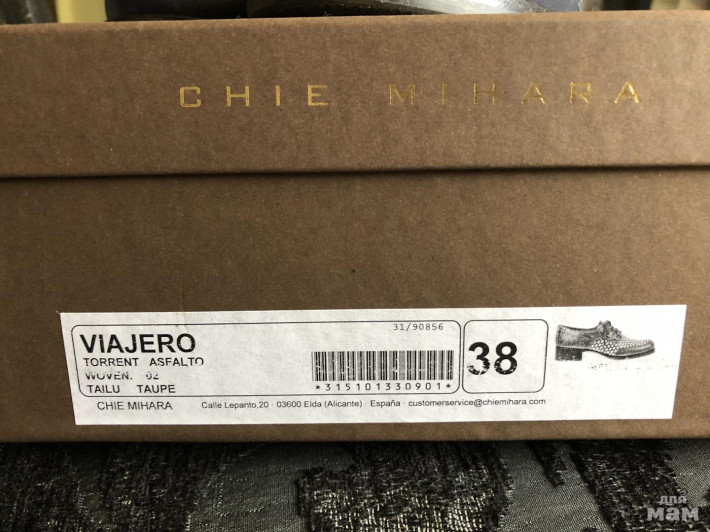 CHIE MIHARA
31/90856
VIAJERO
TORRENT ASFALTO
WOVEN. 02
TAILU TAUPE
*315101330901*
38
CHIE MIHARA Calle Lepanto,20 · 03600 Elda (Alicante) · España · customerservice@chiemihara.com
для
мам